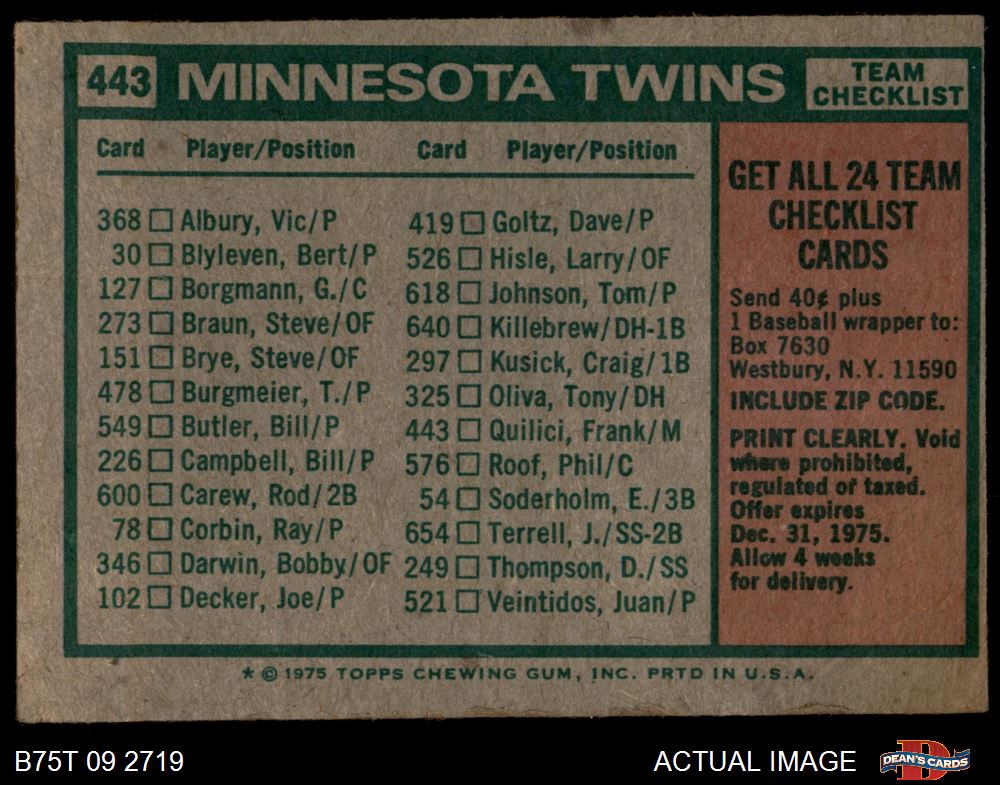 443 MINNESOTA TWINS TEAM CHECKLIST
Card Player/Position Card Player/Position
368 Albury, Vic/P
30 Blyleven, Bert/P
127 Borgmann, G./C
273 Braun, Steve/OF
151 Brye, Steve/OF
478 Burgmeier, T./P
549 Butler, Bill/P
226 Campbell, Bill/P
600 Carew, Rod/2B
78 Corbin, Ray/P
346 Darwin, Bobby/OF
102 Decker, Joe/P
419 Goltz, Dave/P
526 Hisle, Larry/OF
618 Johnson, Tom/P
640 Killebrew/DH-1B
297 Kusick, Craig/1B
325 Oliva, Tony/DH
443 Quilici, Frank/M
576 Roof, Phil/C
54 Soderholm, E./3B
654 Terrell, J./SS-2B
249 Thompson, D./SS
521 Veintidos, Juan/P
GET ALL 24 TEAM
CHECKLIST
CARDS
Send 40¢ plus
1 Baseball wrapper to:
Box 7630
Westbury, N.Y. 11590
INCLUDE ZIP CODE.
PRINT CLEARLY. Void
where prohibited,
regulated or taxed.
Offer expires
Dec. 31, 1975.
Allow 4 weeks
for delivery.
* © 1975 TOPPS CHEWING GUM, INC. PRTD IN U.S.A.
B75T 09 2719
ACTUAL IMAGE
D
DEAN'S CARDS